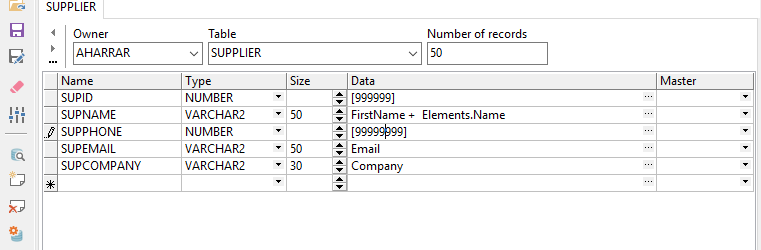 SUPPLIER
Owner Table Number of records
AHARRAR SUPPLIER 50
Name Type Size Data Master
SUPID NUMBER [999999] ...
SUPNAME VARCHAR2 50 FirstName + Elements.Name ...
SUPPHONE NUMBER [99999999] ...
SUPEMAIL VARCHAR2 50 Email ...
SUPCOMPANY VARCHAR2 30 Company ...